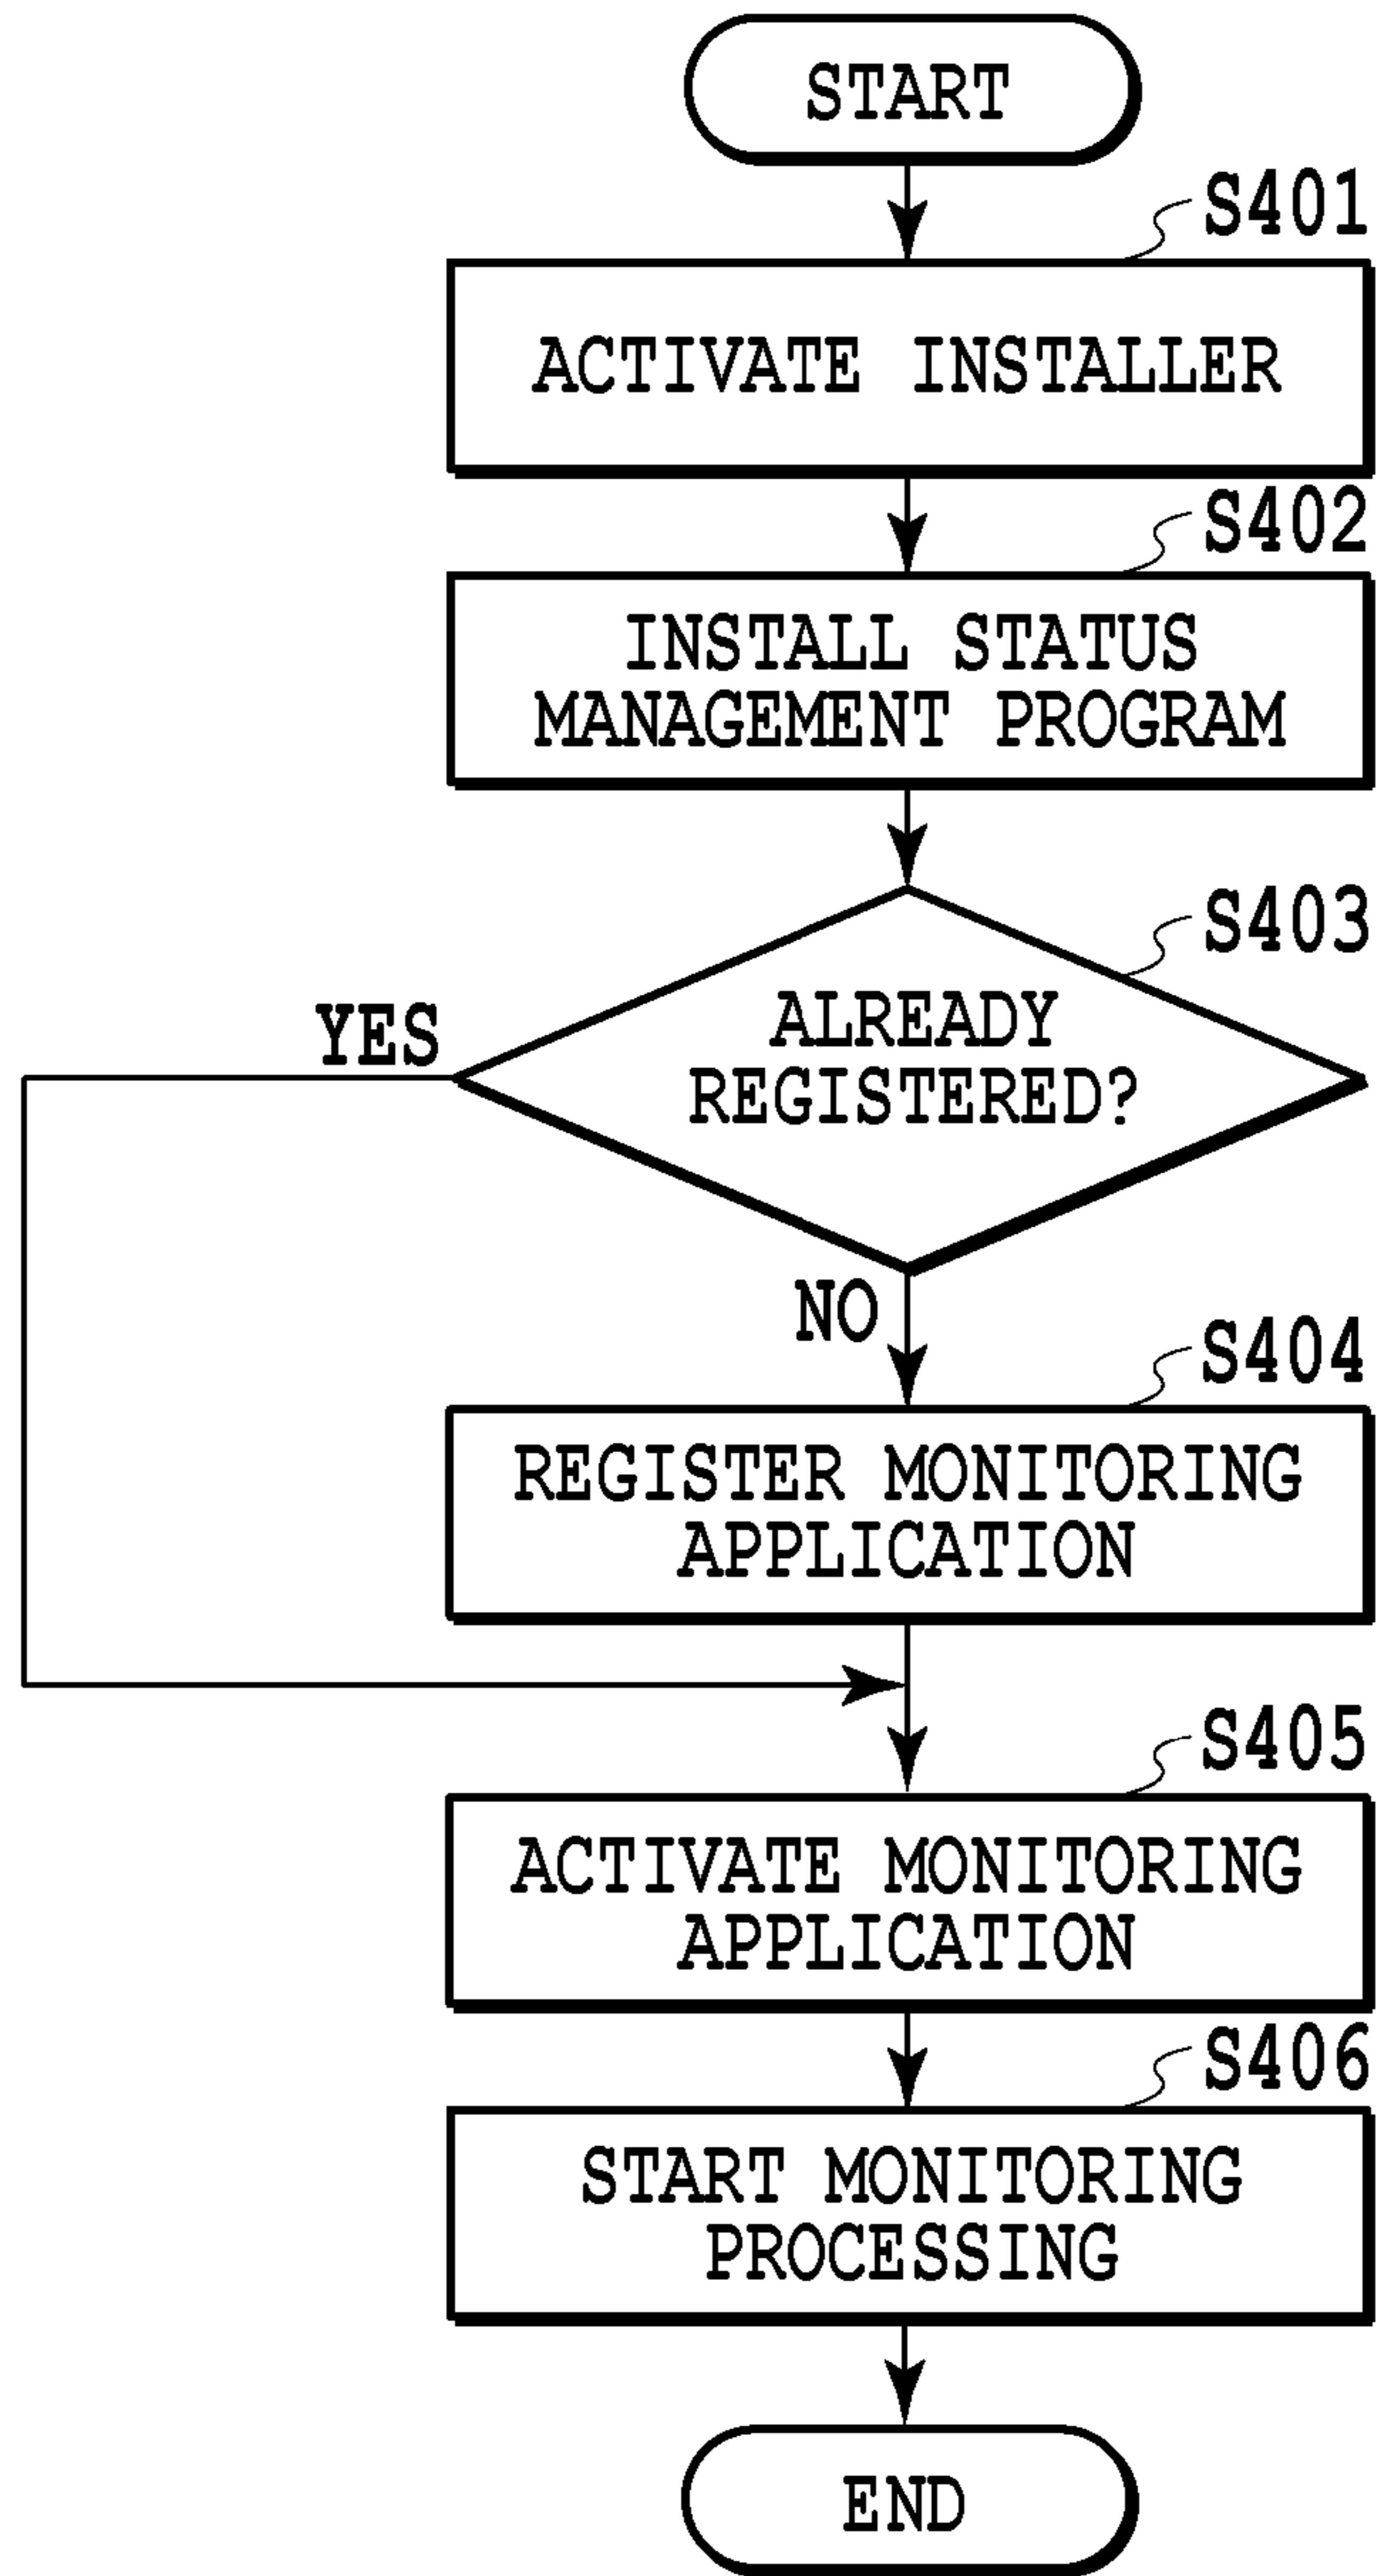 START
S401
ACTIVATE INSTALLER
S402
INSTALL STATUS
MANAGEMENT PROGRAM
S403
ALREADY
REGISTERED?
YES
NO
S404
REGISTER MONITORING
APPLICATION
S405
ACTIVATE MONITORING
APPLICATION
S406
START MONITORING
PROCESSING
END